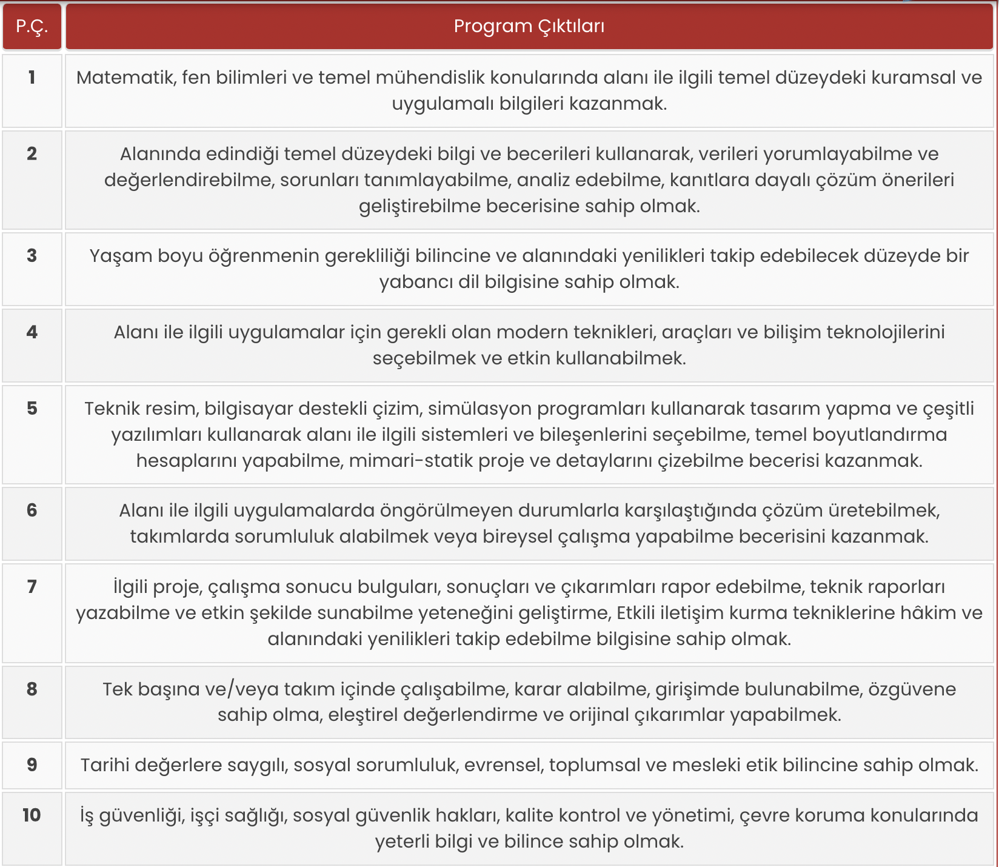 P.Ç.
Program Çıktıları
1
Matematik, fen bilimleri ve temel mühendislik konularında alanı ile ilgili temel düzeydeki kuramsal ve
uygulamalı bilgileri kazanmak.
2
Alanında edindiği temel düzeydeki bilgi ve becerileri kullanarak, verileri yorumlayabilme ve
değerlendirebilme, sorunları tanımlayabilme, analiz edebilme, kanıtlara dayalı çözüm önerileri
geliştirebilme becerisine sahip olmak.
3
Yaşam boyu öğrenmenin gerekliliği bilincine ve alanındaki yenilikleri takip edebilecek düzeyde bir
yabancı dil bilgisine sahip olmak.
4
Alanı ile ilgili uygulamalar için gerekli olan modern teknikleri, araçları ve bilişim teknolojilerini
seçebilmek ve etkin kullanabilmek.
5
Teknik resim, bilgisayar destekli çizim, simülasyon programları kullanarak tasarım yapma ve çeşitli
yazılımları kullanarak alanı ile ilgili sistemleri ve bileşenlerini seçebilme, temel boyutlandırma
hesaplarını yapabilme, mimari-statik proje ve detaylarını çizebilme becerisi kazanmak.
6
Alanı ile ilgili uygulamalarda öngörülmeyen durumlarla karşılaştığında çözüm üretebilmek,
takımlarda sorumluluk alabilmek veya bireysel çalışma yapabilme becerisini kazanmak.
7
İlgili proje, çalışma sonucu bulguları, sonuçları ve çıkarımları rapor edebilme, teknik raporları
yazabilme ve etkin şekilde sunabilme yeteneğini geliştirme, Etkili iletişim kurma tekniklerine hâkim ve
alanındaki yenilikleri takip edebilme bilgisine sahip olmak.
8
Tek başına ve/veya takım içinde çalışabilme, karar alabilme, girişimde bulunabilme, özgüvene
sahip olma, eleştirel değerlendirme ve orijinal çıkarımlar yapabilmek.
9
Tarihi değerlere saygılı, sosyal sorumluluk, evrensel, toplumsal ve mesleki etik bilincine sahip olmak.
10
İş güvenliği, işçi sağlığı, sosyal güvenlik hakları, kalite kontrol ve yönetimi, çevre koruma konularında
yeterli bilgi ve bilince sahip olmak.